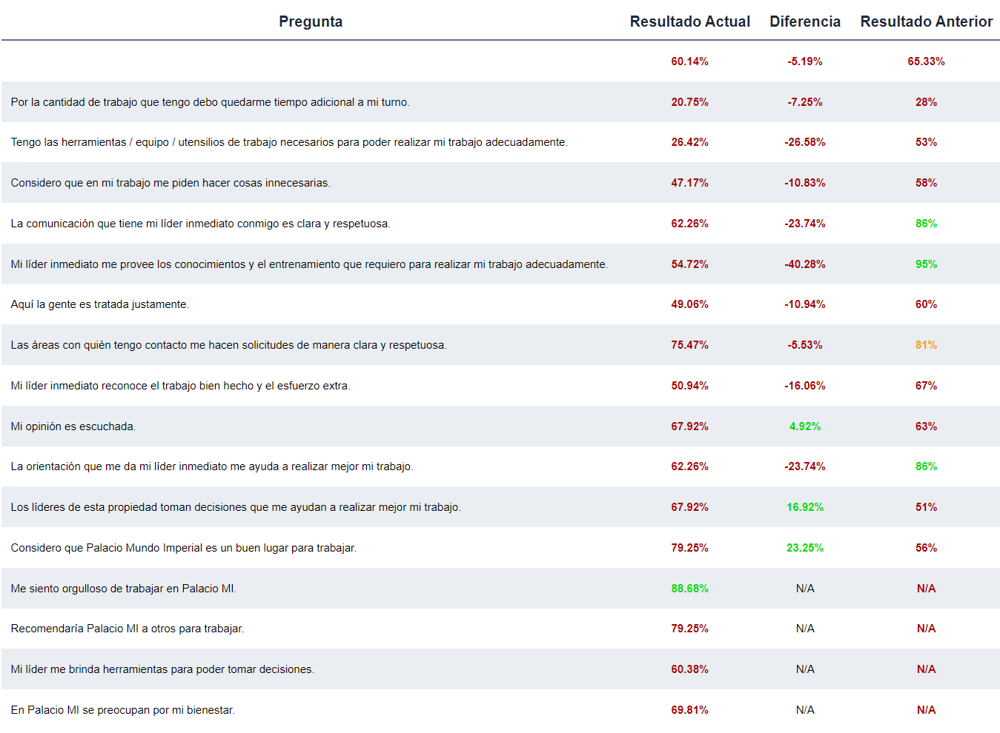 Pregunta Resultado Actual Diferencia Resultado Anterior
60.14% -5.19% 65.33%
Por la cantidad de trabajo que tengo debo quedarme tiempo adicional a mi turno. 20.75% -7.25% 28%
Tengo las herramientas / equipo / utensilios de trabajo necesarios para poder realizar mi trabajo adecuadamente. 26.42% -26.58% 53%
Considero que en mi trabajo me piden hacer cosas innecesarias. 47.17% -10.83% 58%
La comunicación que tiene mi líder inmediato conmigo es clara y respetuosa. 62.26% -23.74% 86%
Mi líder inmediato me provee los conocimientos y el entrenamiento que requiero para realizar mi trabajo adecuadamente. 54.72% -40.28% 95%
Aquí la gente es tratada justamente. 49.06% -10.94% 60%
Las áreas con quién tengo contacto me hacen solicitudes de manera clara y respetuosa. 75.47% -5.53% 81%
Mi líder inmediato reconoce el trabajo bien hecho y el esfuerzo extra. 50.94% -16.06% 67%
Mi opinión es escuchada. 67.92% 4.92% 63%
La orientación que me da mi líder inmediato me ayuda a realizar mejor mi trabajo. 62.26% -23.74% 86%
Los líderes de esta propiedad toman decisiones que me ayudan a realizar mejor mi trabajo. 67.92% 16.92% 51%
Considero que Palacio Mundo Imperial es un buen lugar para trabajar. 79.25% 23.25% 56%
Me siento orgulloso de trabajar en Palacio MI. 88.68% N/A N/A
Recomendaría Palacio MI a otros para trabajar. 79.25% N/A N/A
Mi líder me brinda herramientas para poder tomar decisiones. 60.38% N/A N/A
En Palacio MI se preocupan por mi bienestar. 69.81% N/A N/A